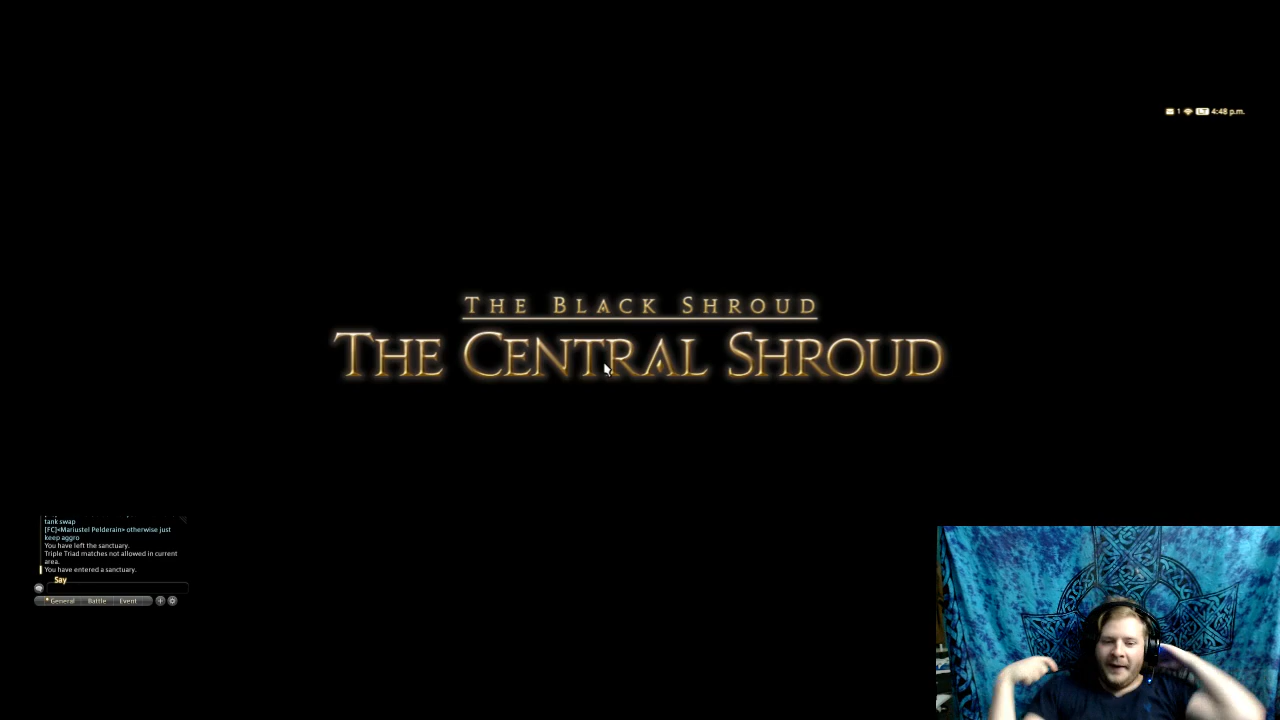 1 LT 4:48 p.m.
THE BLACK SHROUD
THE CENTRAL SHROUD
tank swap
[FC]<Mariustel Pelderain> otherwise just
keep aggro
You have left the sanctuary.
Triple Triad matches not allowed in current
area.
You have entered a sanctuary.
Say
General Battle Event